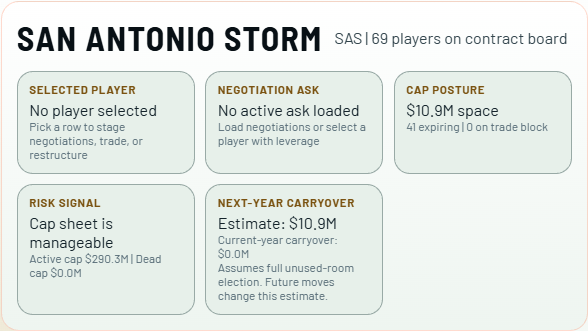 SAN ANTONIO STORM SAS | 69 players on contract board
SELECTED PLAYER
No player selected
Pick a row to stage
negotiations, trade, or
restructure
NEGOTIATION ASK
No active ask loaded
Load negotiations or select a
player with leverage
CAP POSTURE
$10.9M space
41 expiring | 0 on trade block
RISK SIGNAL
Cap sheet is
manageable
Active cap $290.3M | Dead
cap $0.0M
NEXT-YEAR CARRYOVER
Estimate: $10.9M
Current-year carryover:
$0.0M
Assumes full unused-room
election. Future moves
change this estimate.